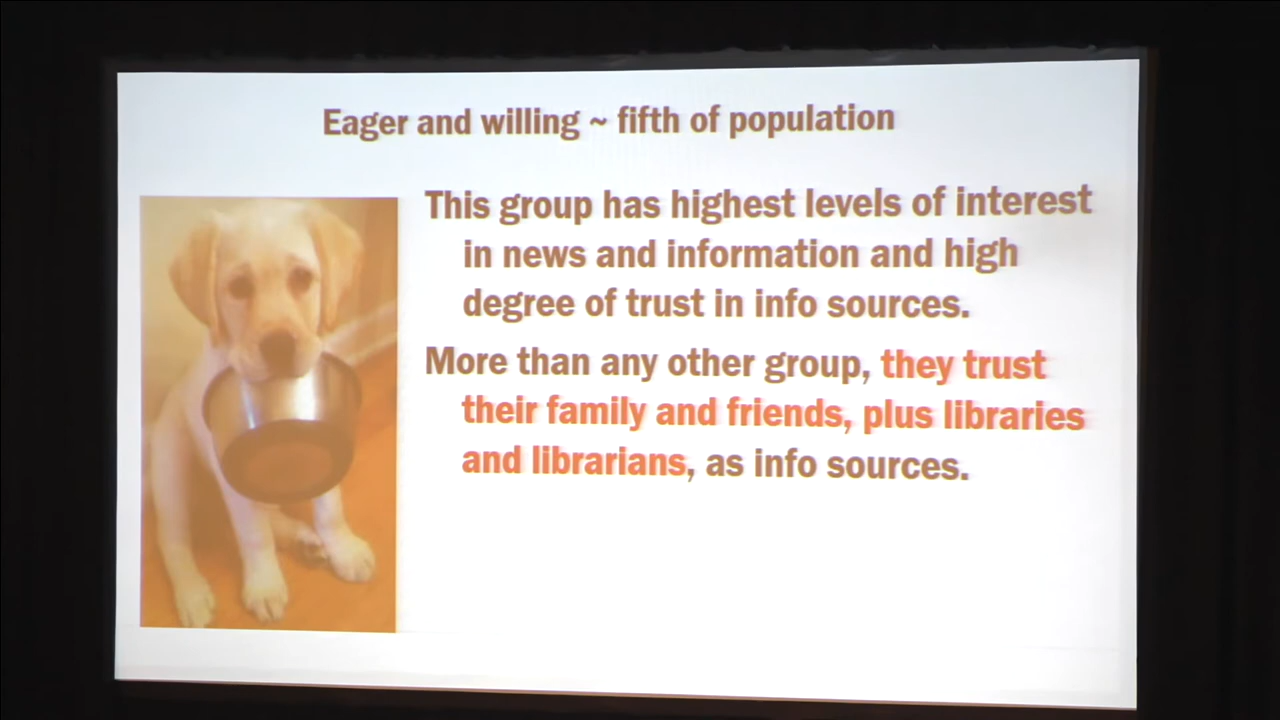 Eager and willing ~ fifth of population
This group has highest levels of interest
in news and information and high
degree of trust in info sources.
More than any other group, they trust
their family and friends, plus libraries
and librarians, as info sources.